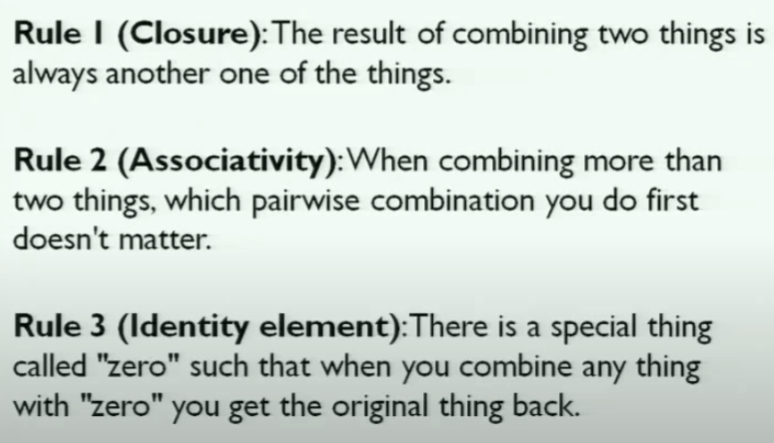 Rule 1 (Closure):The result of combining two things is
always another one of the things.
Rule 2 (Associativity):When combining more than
two things, which pairwise combination you do first
doesn't matter.
Rule 3 (Identity element):There is a special thing
called "zero" such that when you combine any thing
with "zero" you get the original thing back.